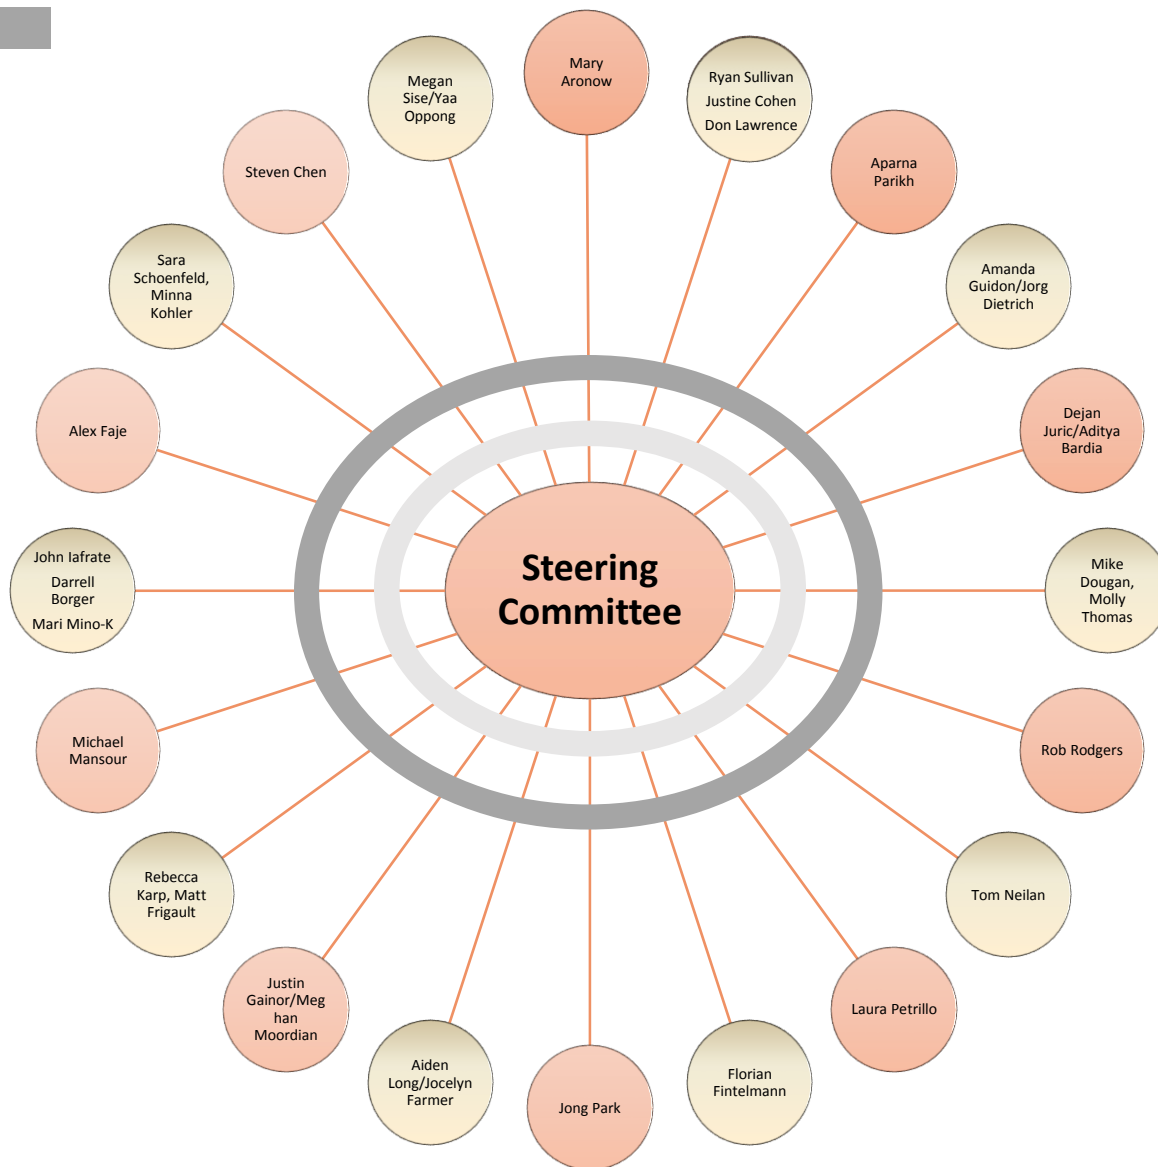 Mary
Aronow
Ryan Sullivan
Justine Cohen
Don Lawrence
Aparna
Parikh
Amanda
Guidon/Jorg
Dietrich
Dejan
Juric/Aditya
Bardia
Mike
Dougan,
Molly
Thomas
Rob Rodgers
Tom Neilan
Laura Petrillo
Florian
Fintelmann
Jong Park
Aiden
Long/Jocelyn
Farmer
Justin
Gainor/Meg
han
Moordian
Rebecca
Karp, Matt
Frigault
Michael
Mansour
John Iafrate
Darrell
Borger
Mari Mino-K
Alex Faje
Sara
Schoenfeld,
Minna
Kohler
Steven Chen
Megan
Sise/Yaa
Oppong
Steering
Committee